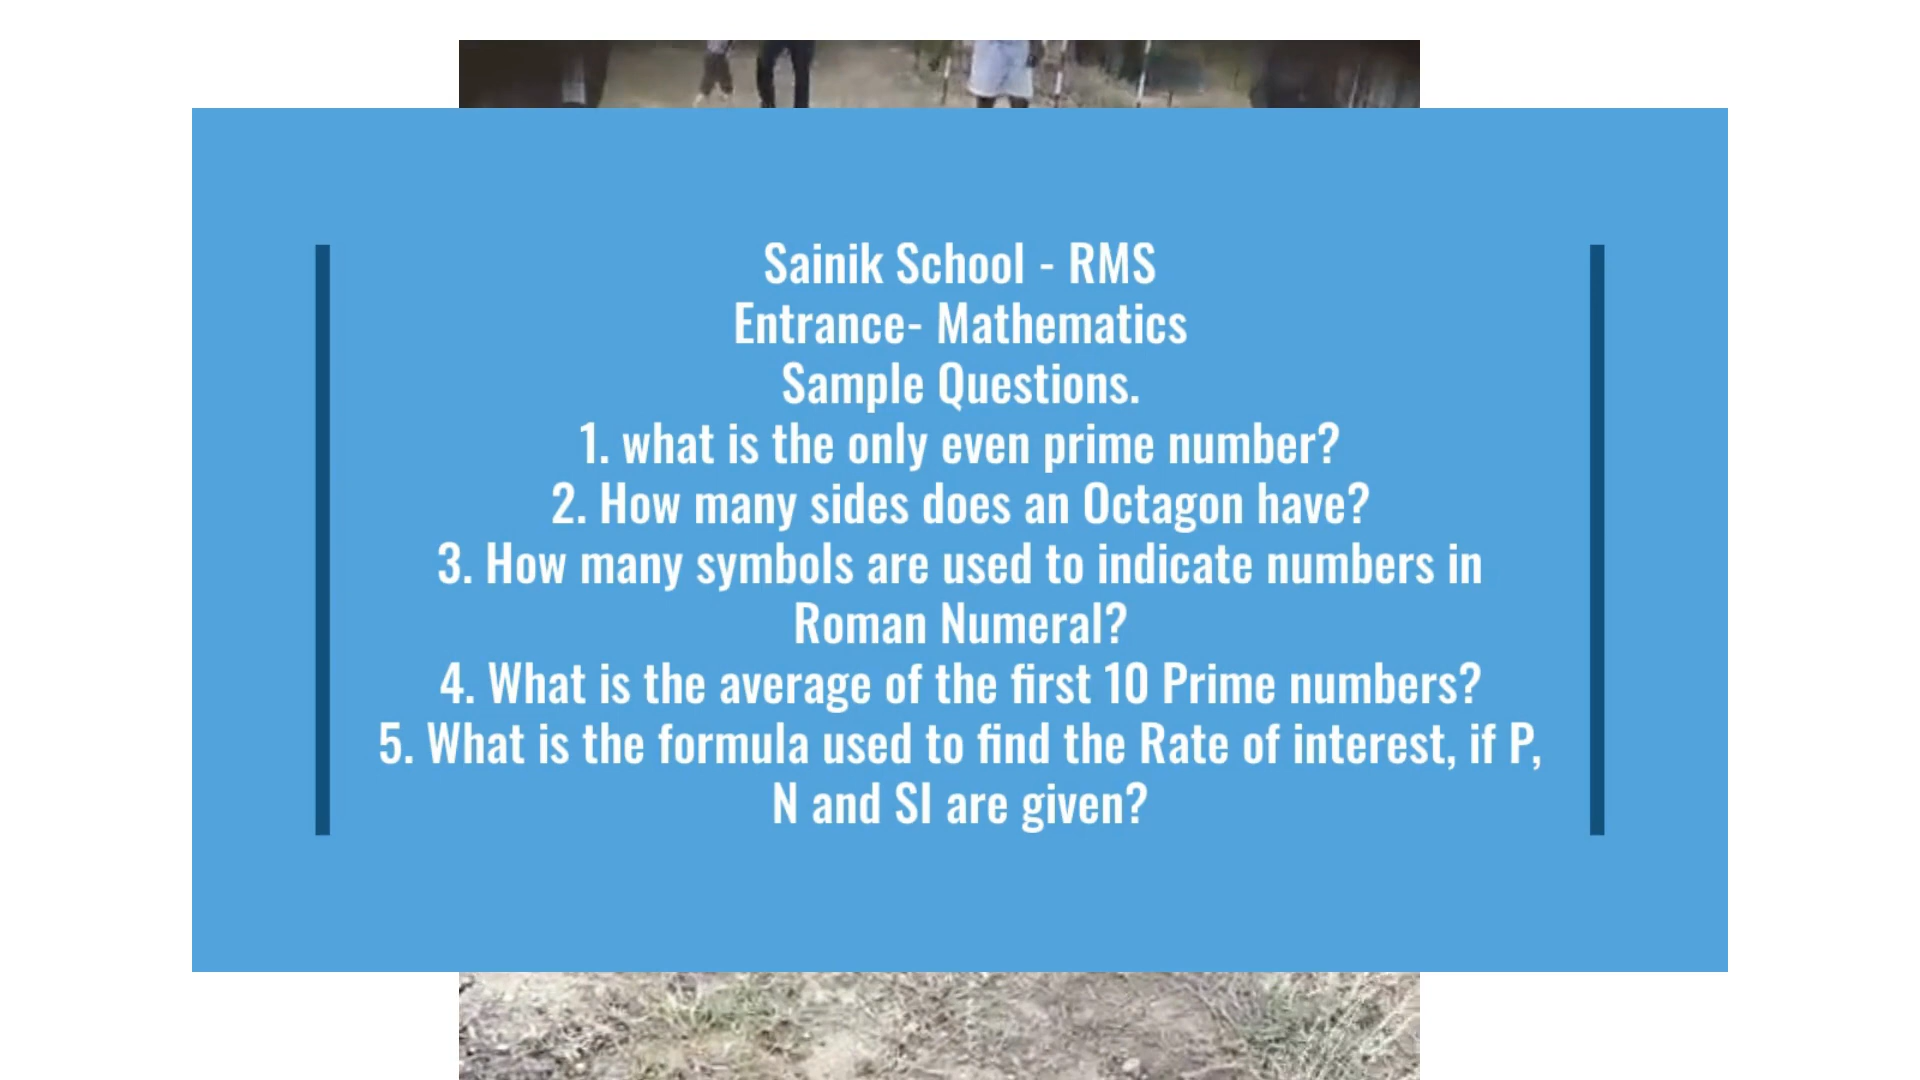 Sainik School - RMS
Entrance- Mathematics
Sample Questions.
1. what is the only even prime number?
2. How many sides does an Octagon have?
3. How many symbols are used to indicate numbers in
Roman Numeral?
4. What is the average of the first 10 Prime numbers?
5. What is the formula used to find the Rate of interest, if P,
N and SI are given?